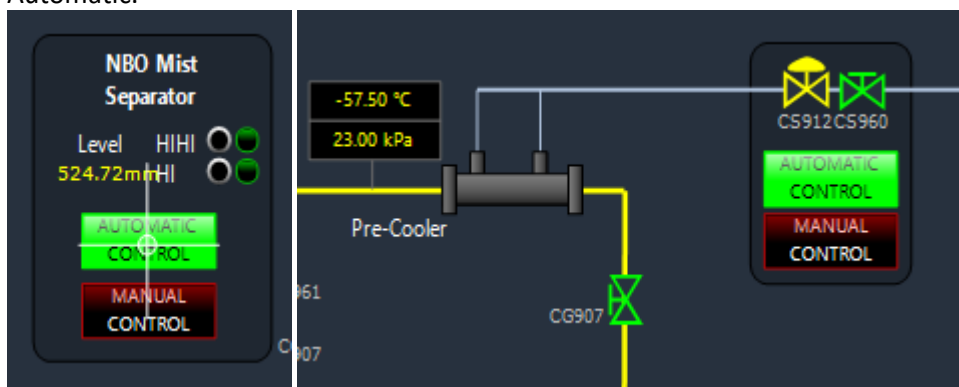 Automatic.
NBO Mist
Separator
Level HIHI
524.72mm HI
AUTOMATIC
CONTROL
MANUAL
CONTROL
-57.50 °C
23.00 kPa
Pre-Cooler
961
907
CG907
CS912 CS960
AUTOMATIC
CONTROL
MANUAL
CONTROL